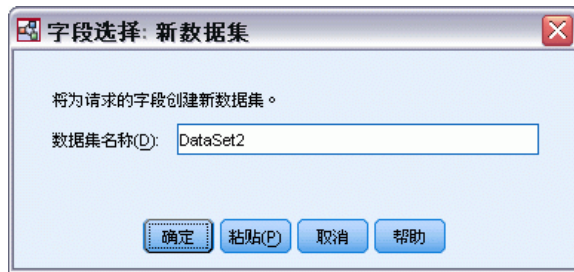 字段选择: 新数据集
将为请求的字段创建新数据集。
数据集名称(D): DataSet2
确定 粘贴(P) 取消 帮助